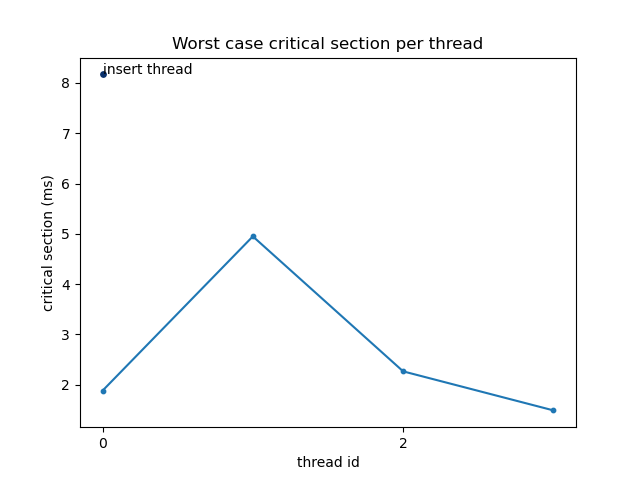 Worst case critical section per thread
insert thread
8
7
6
5
4
3
2
critical section (ms)
0 2
thread id